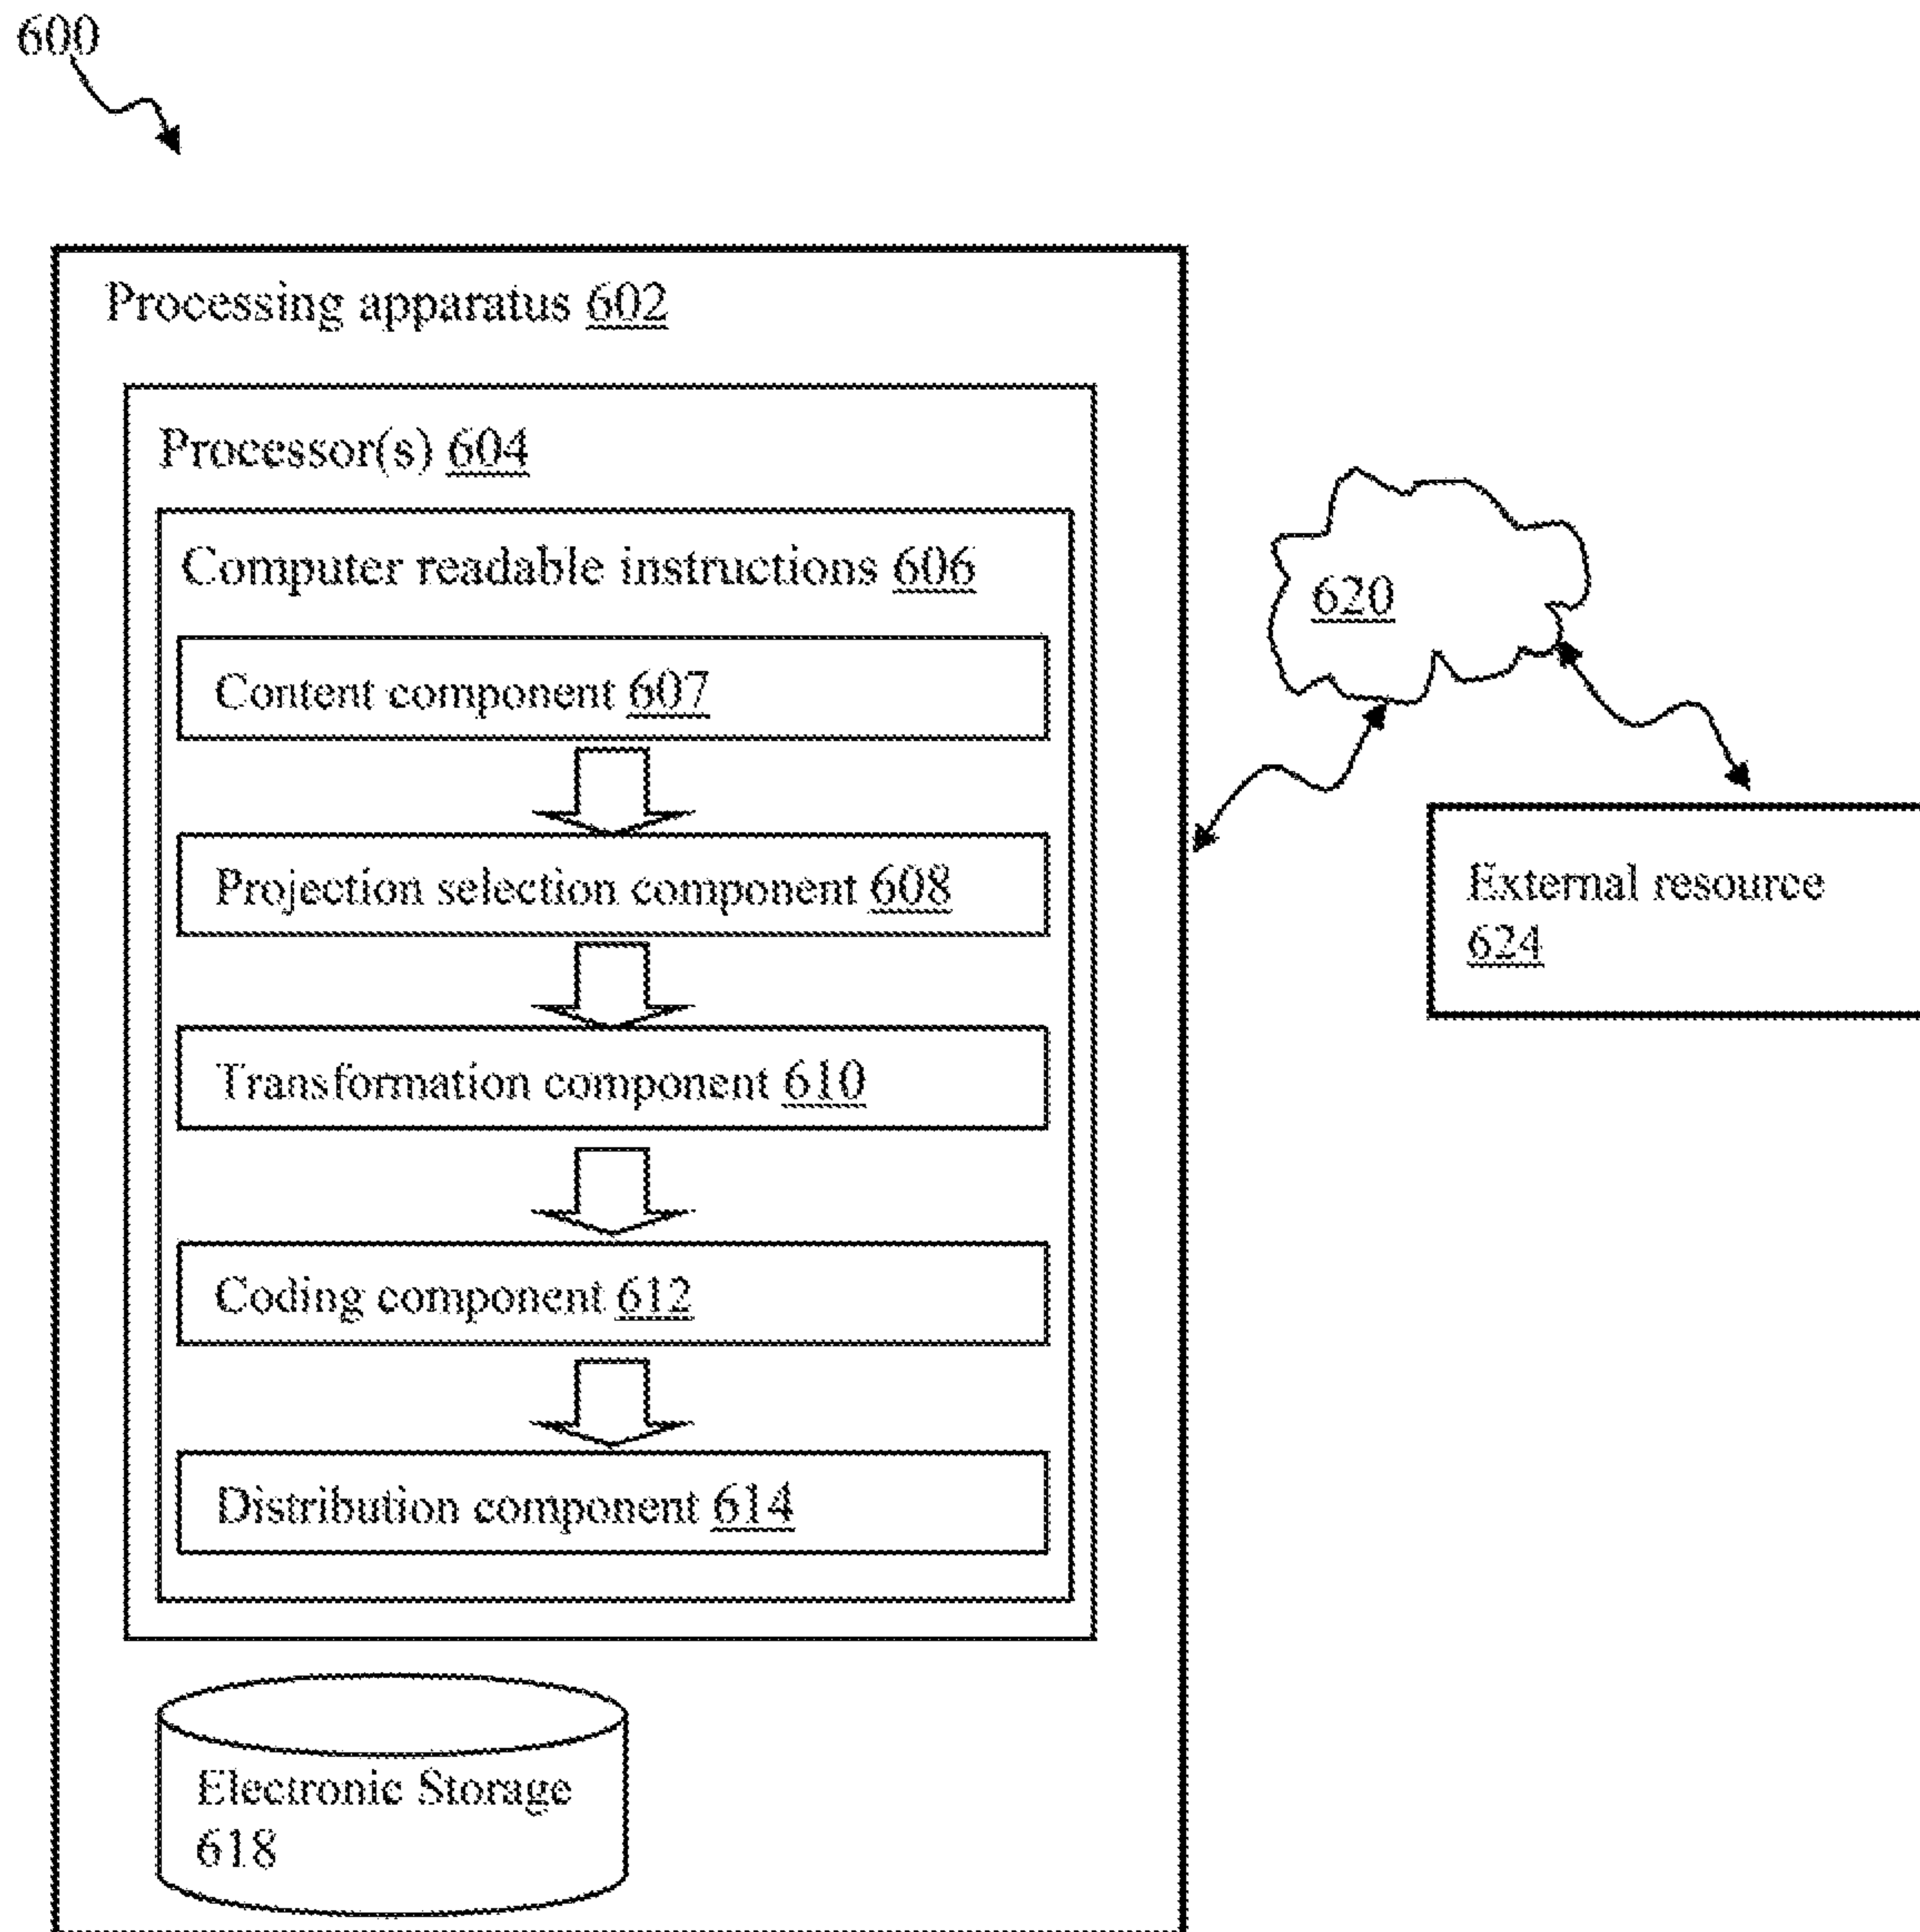 600
Processing apparatus 602
Processor(s) 604
Computer readable instructions 606
Content component 607
Projection selection component 608
Transformation component 610
Coding component 612
Distribution component 614
Electronic Storage
618
620
External resource
624